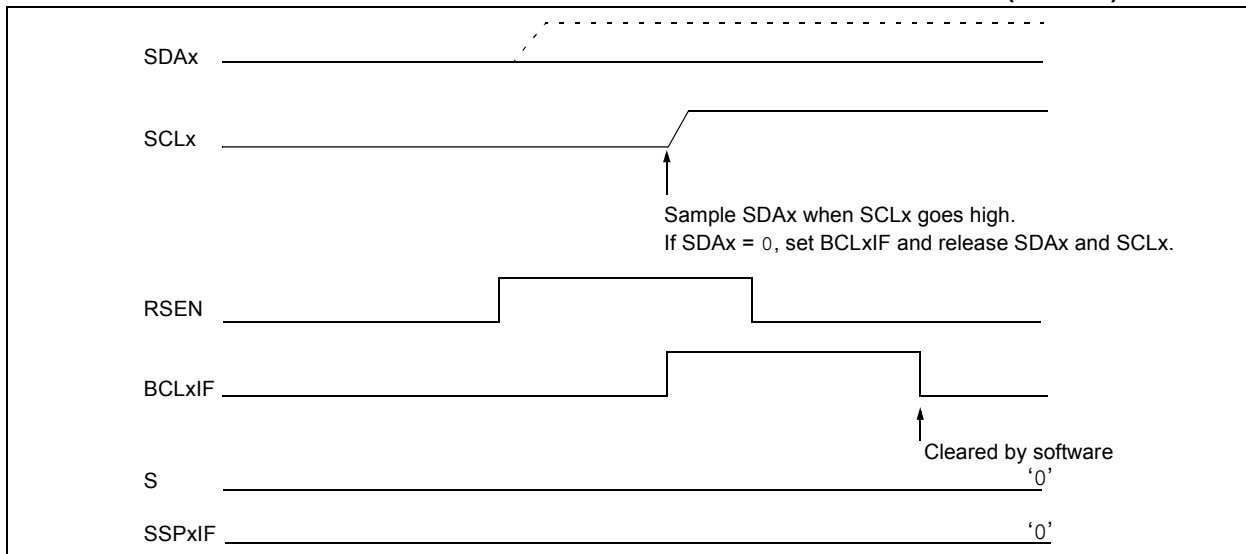 SDAx
SCLx
Sample SDAx when SCLx goes high.
If SDAx = 0, set BCLxIF and release SDAx and SCLx.
RSEN
BCLxIF
Cleared by software
S ‘0’
SSPxIF ‘0’